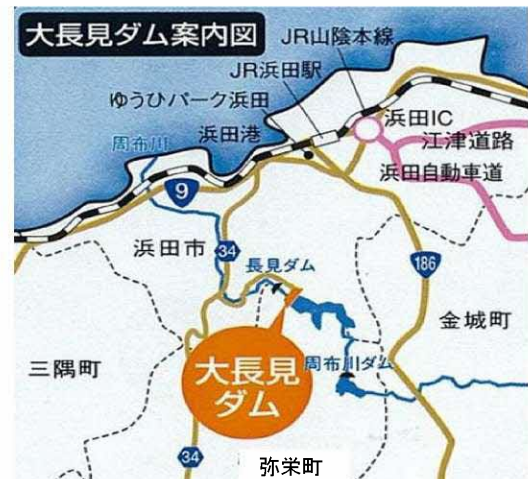 大長見ダム案内図
JR山陰本線
JR浜田駅
ゆうひパーク浜田
浜田IC
浜田港
江津道路
周布川
浜田自動車道
9
浜田市
34
長見ダム
186
金城町
三隅町
大長見
ダム
周布川ダム
34
弥栄町